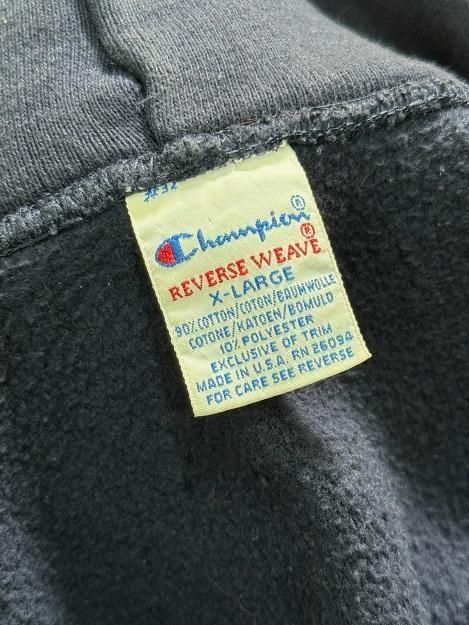 #32
Champion®
REVERSE WEAVE®
X-LARGE
90% COTTON/COTON/BAUMWOLLE
COTONE/KATOEN/BOMULD
10% POLYESTER
EXCLUSIVE OF TRIM
MADE IN U.S.A. RN 26094
FOR CARE SEE REVERSE